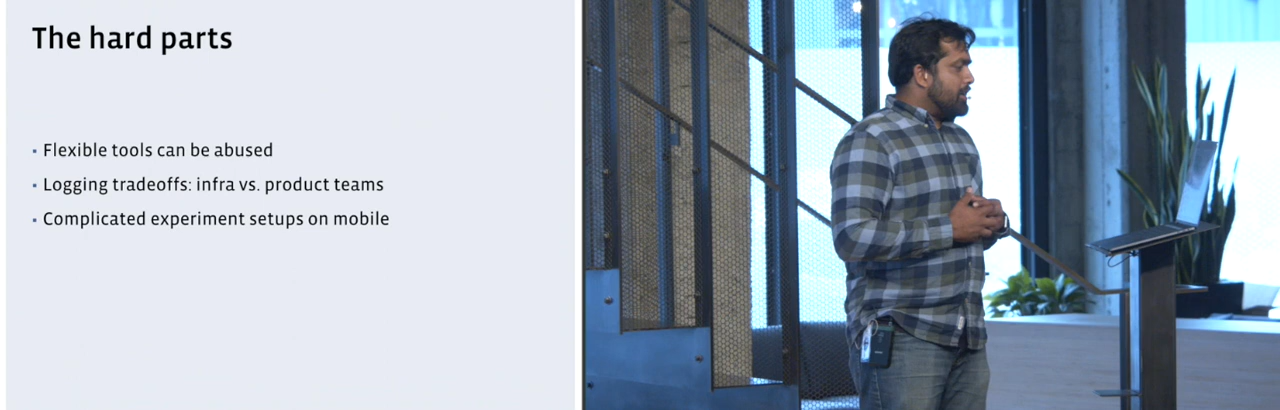 The hard parts
Flexible tools can be abused
Logging tradeoffs: infra vs. product teams
Complicated experiment setups on mobile